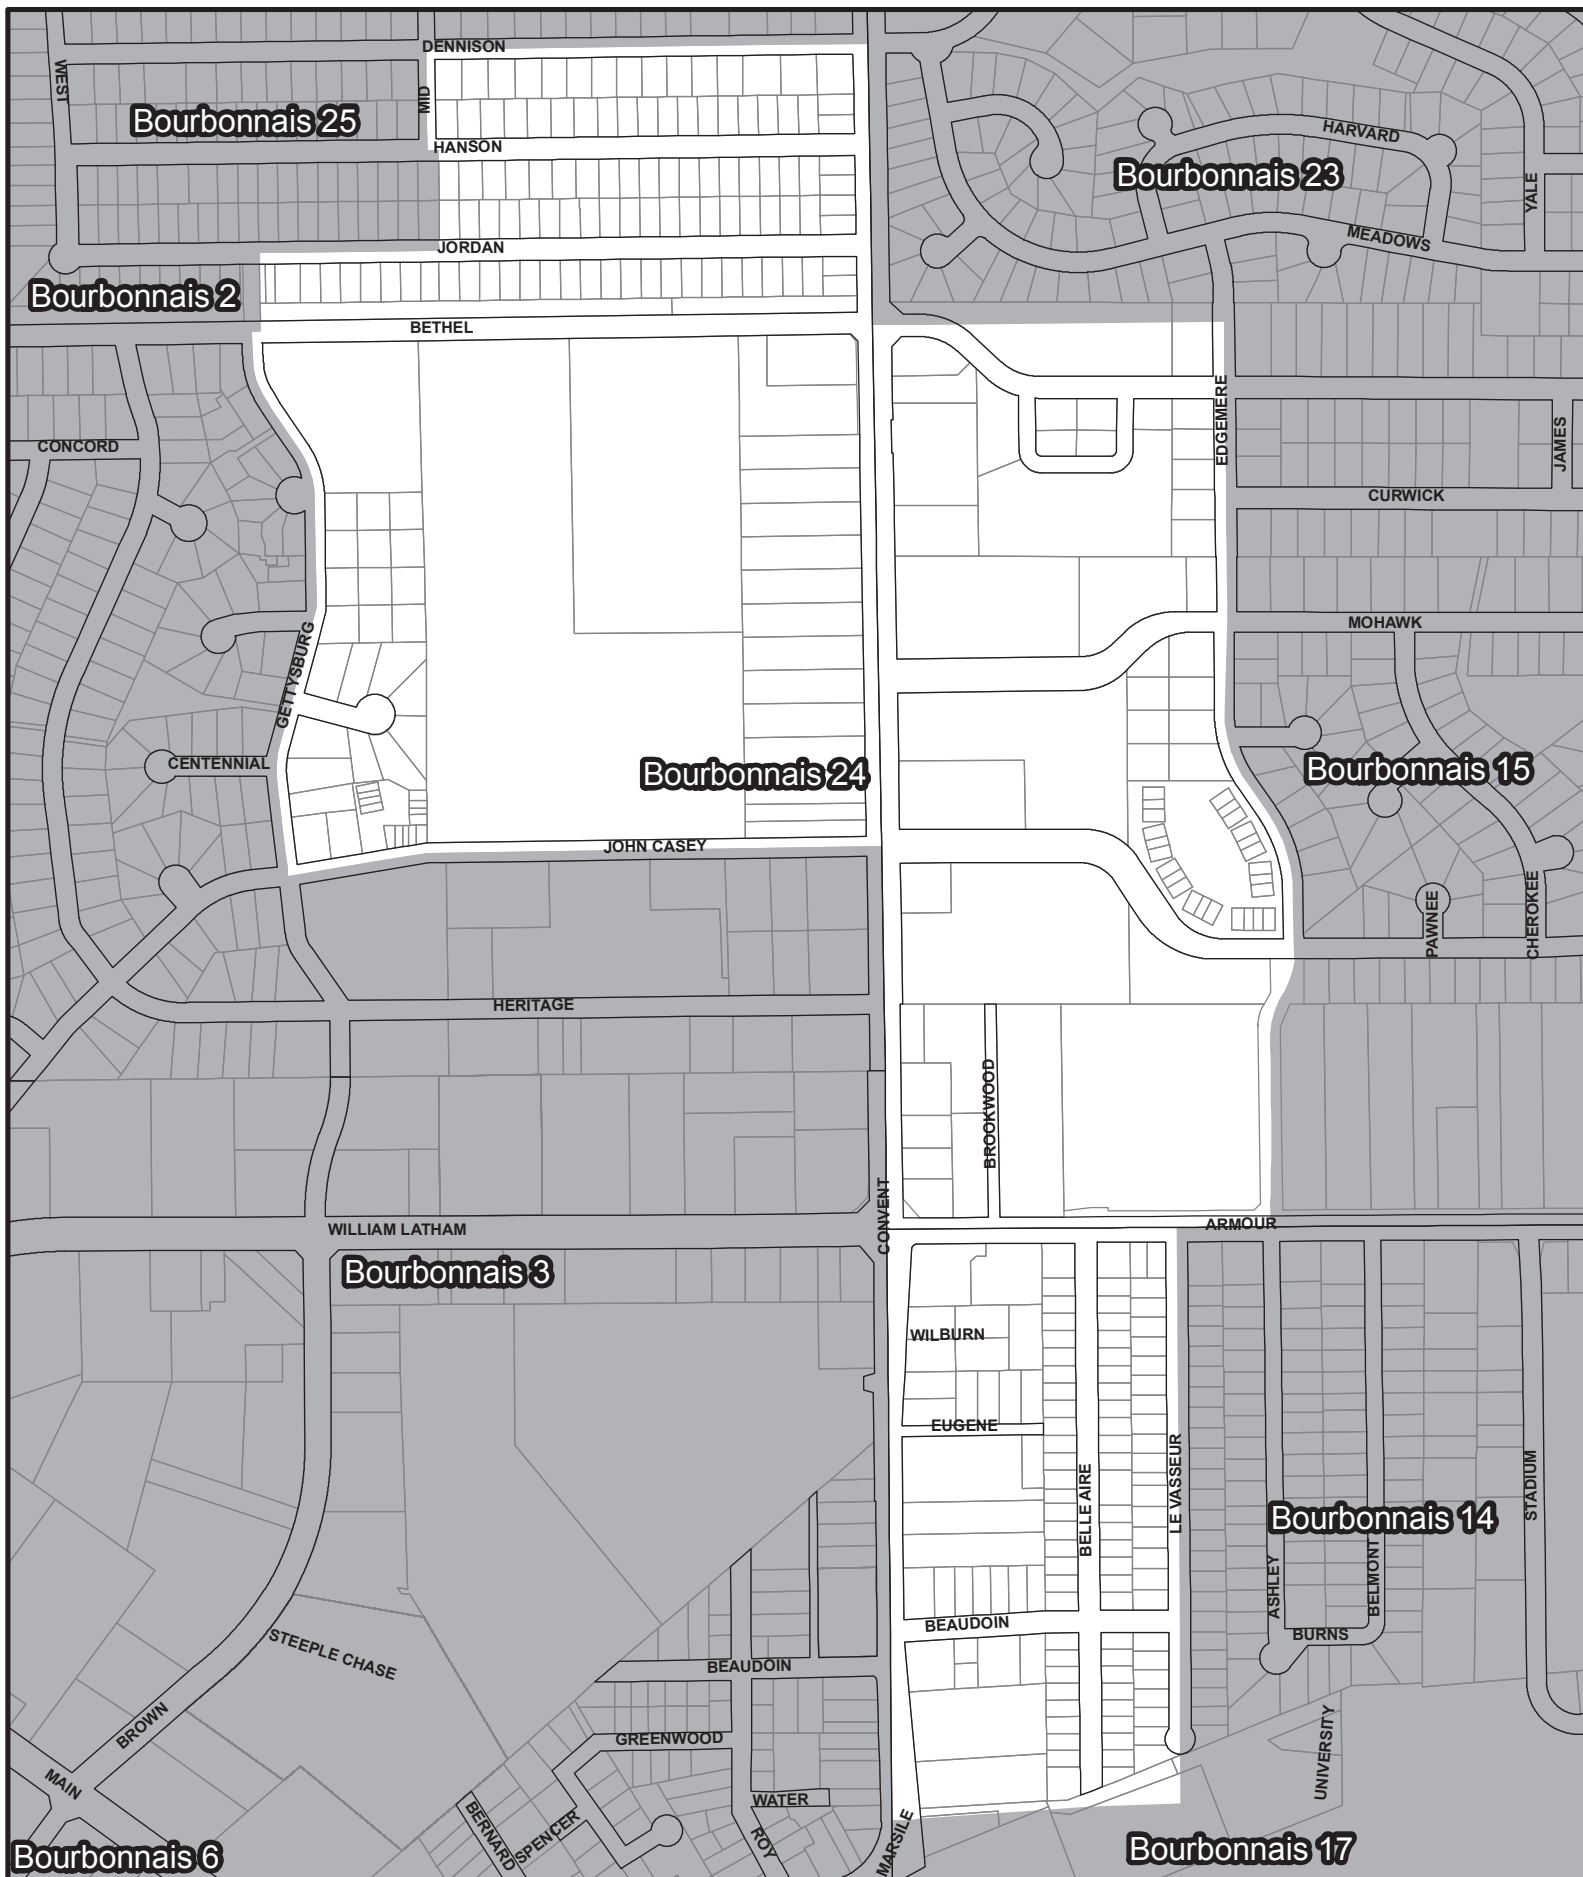 DENNISON
WEST
MID
Bourbonnais 25
HANSON
HARVARD
Bourbonnais 23
YALE
MEADOWS
JORDAN
Bourbonnais 2
BETHEL
EDGEMERE
CONCORD
JAMES
CURWICK
GETTYSBURG
MOHAWK
CENTENNIAL
Bourbonnais 24
Bourbonnais 15
JOHN CASEY
PAWNEE
CHEROKEE
HERITAGE
BROOKWOOD
CONVENT
WILLIAM LATHAM
ARMOUR
Bourbonnais 3
WILBURN
EUGENE
BELLE AIRE
LE VASSEUR
STADIUM
Bourbonnais 14
ASHLEY
BELMONT
BEAUDOIN
BURNS
STEEPLE CHASE
BEAUDOIN
BROWN
GREENWOOD
UNIVERSITY
MAIN
WATER
BERNARD
SPENCER
ROY
MARSILE
Bourbonnais 6
Bourbonnais 17